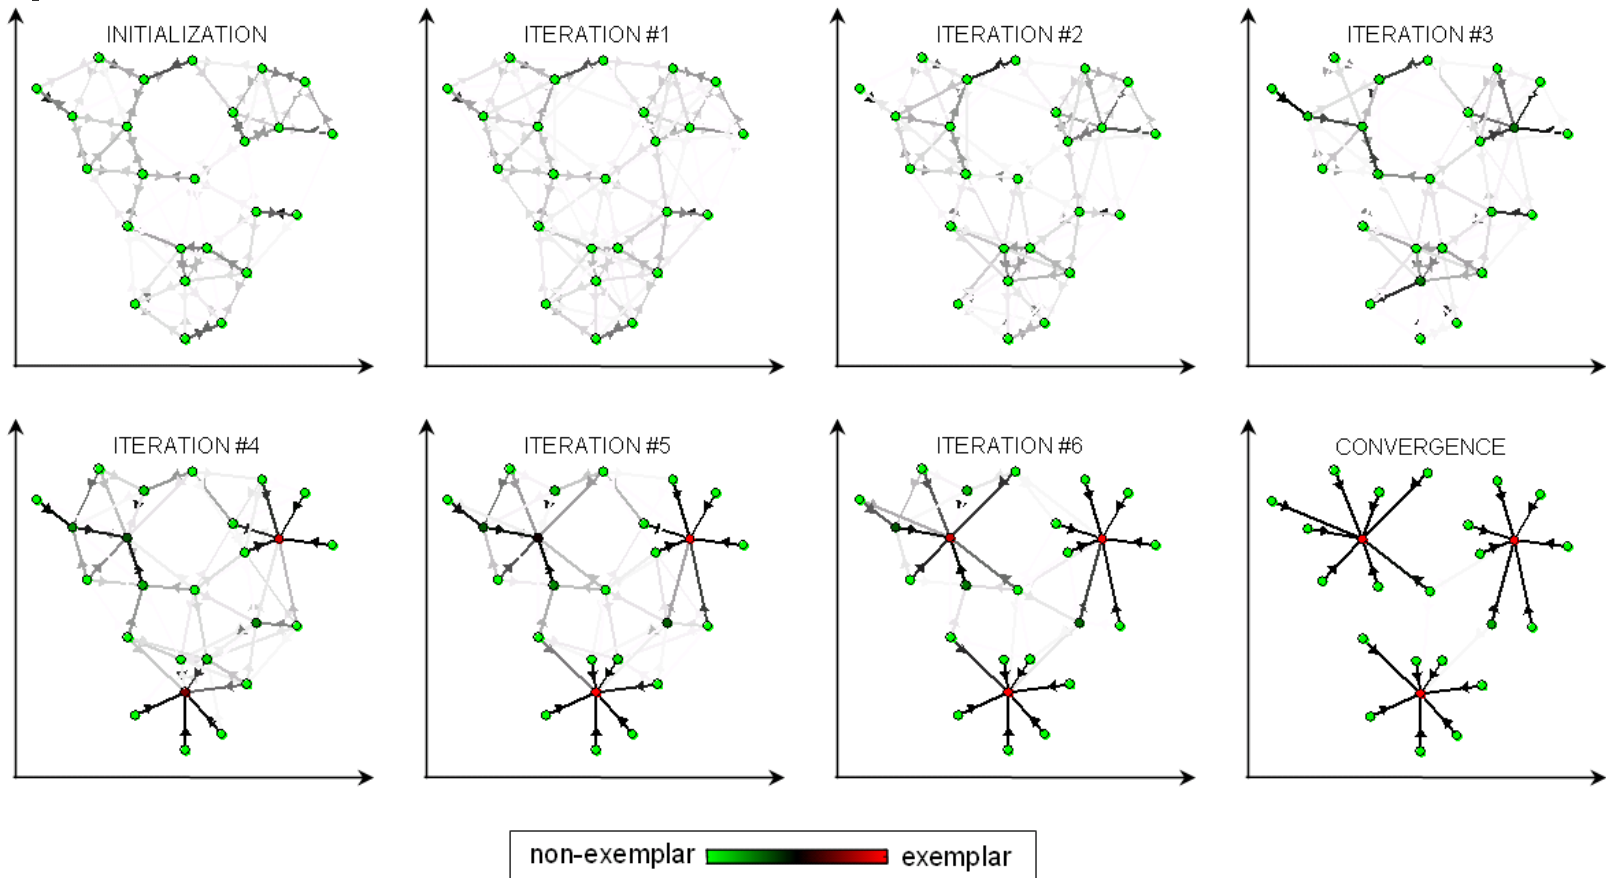 INITIALIZATION
ITERATION #1
ITERATION #2
ITERATION #3
ITERATION #4
ITERATION #5
ITERATION #6
CONVERGENCE
non-exemplar exemplar